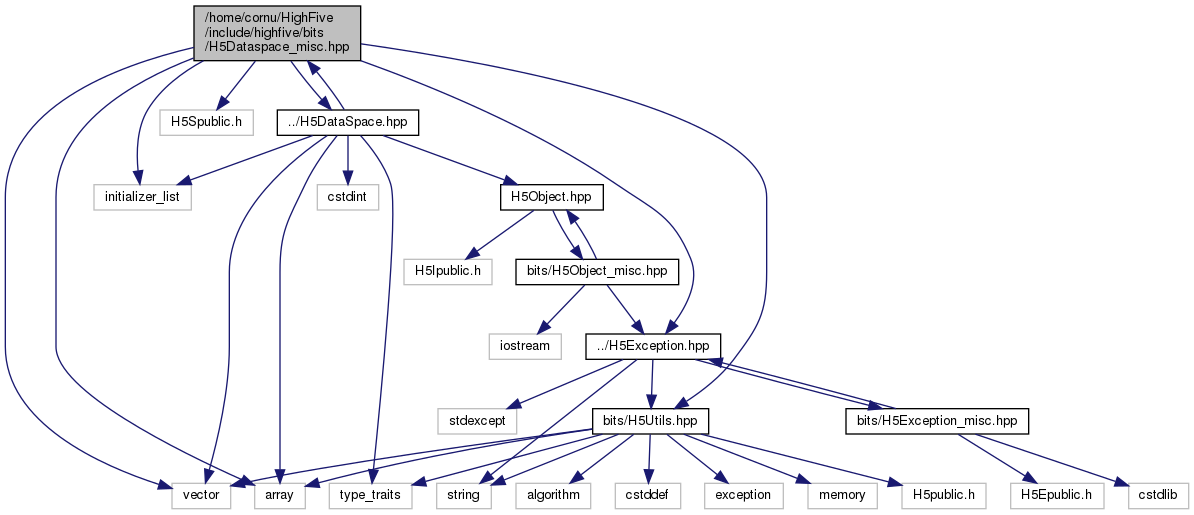 /home/cornu/HighFive
/include/highfive/bits
/H5Dataspace_misc.hpp
H5Spublic.h
../H5DataSpace.hpp
initializer_list
cstdint
H5Object.hpp
H5Ipublic.h
bits/H5Object_misc.hpp
iostream
../H5Exception.hpp
stdexcept
bits/H5Utils.hpp
bits/H5Exception_misc.hpp
vector
array
type_traits
string
algorithm
cstddef
exception
memory
H5public.h
H5Epublic.h
cstdlib